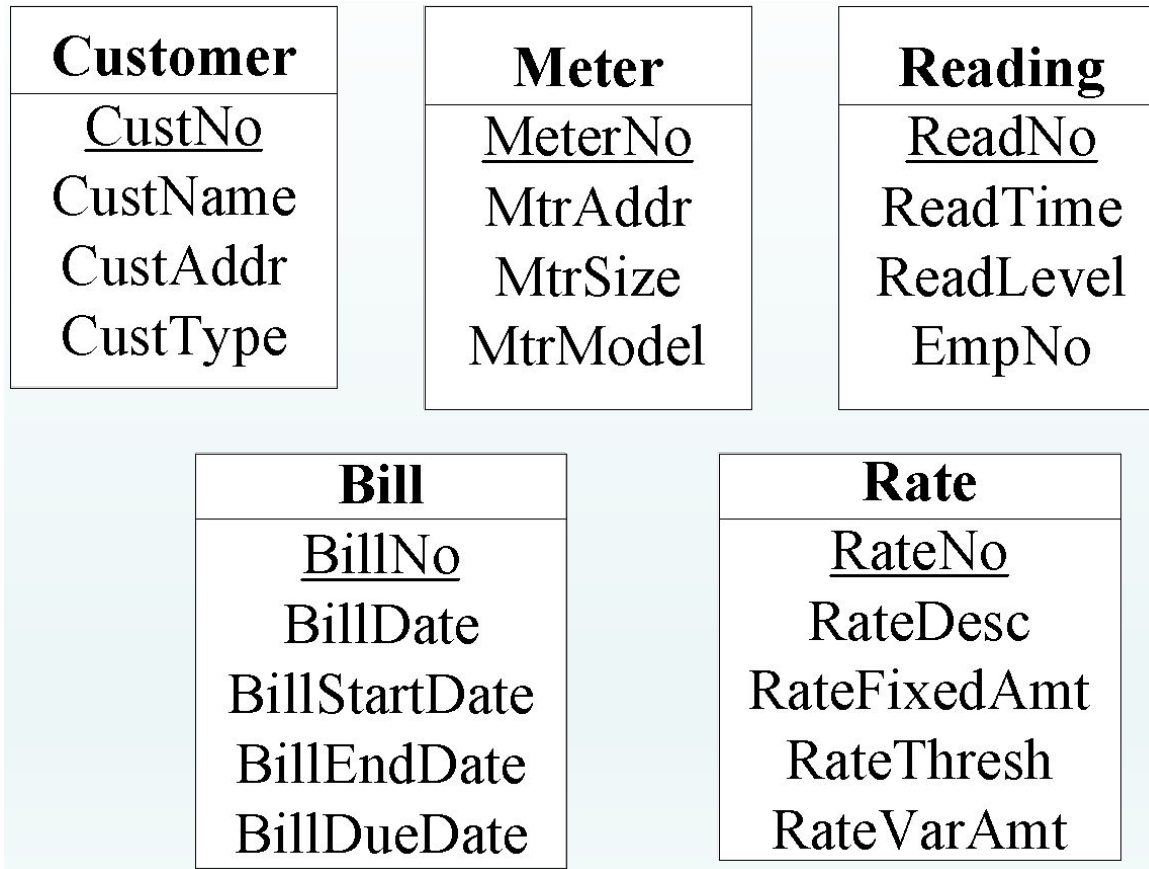 Customer
CustNo
CustName
CustAddr
CustType
Meter
MeterNo
MtrAddr
MtrSize
MtrModel
Reading
ReadNo
ReadTime
ReadLevel
EmpNo
Bill
BillNo
BillDate
BillStartDate
BillEndDate
BillDueDate
Rate
RateNo
RateDesc
RateFixedAmt
RateThresh
RateVarAmt